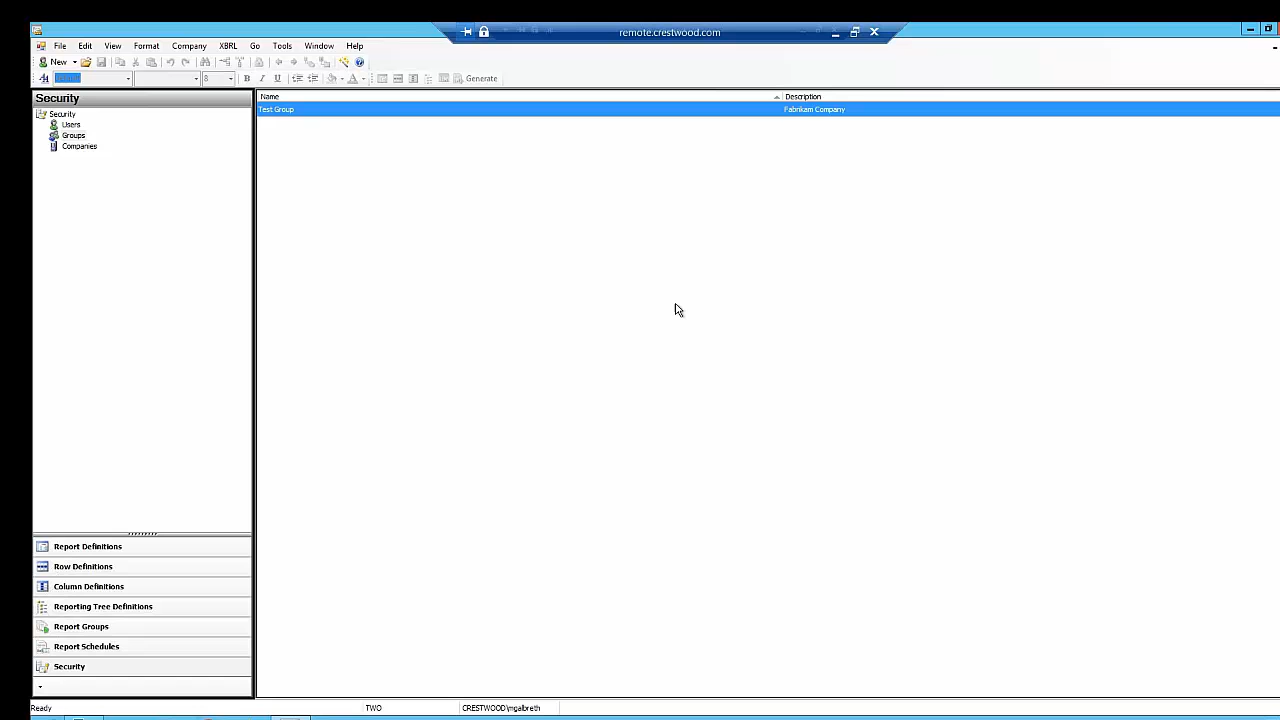 remote.crestwood.com
File Edit View Format Company XBRL Go Tools Window Help
New
8 B I U Generate
Security
Name Description
Test Group Fabrikam Company
Security
Users
Groups
Companies
Report Definitions
Row Definitions
Column Definitions
Reporting Tree Definitions
Report Groups
Report Schedules
Security
Ready TWO CRESTWOOD\mgalbreth